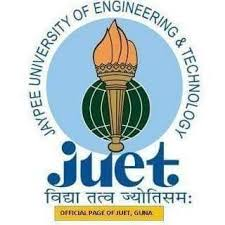 JAYPEE UNIVERSITY OF ENGINEERING & TECHNOLOGY
juet
विद्या तत्व ज्योतिसम:
OFFICIAL PAGE OF JUET, GUNA